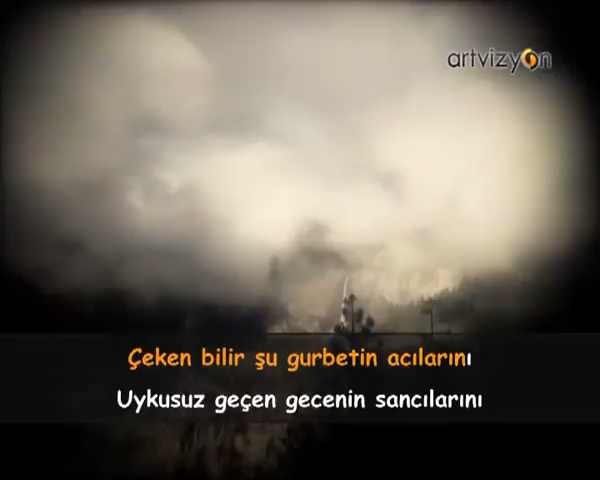 artvizyon
Çeken bilir şu gurbetin acılarını
Uykusuz geçen gecenin sancılarını